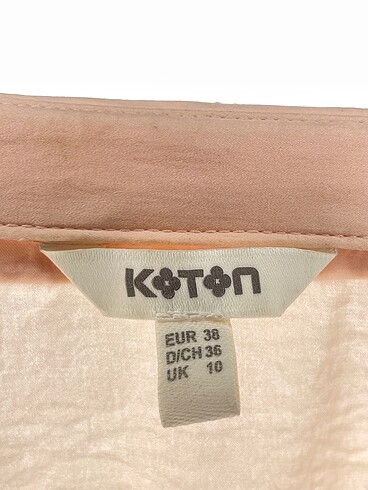 KOTON
EUR 38
D/CH 36
UK 10